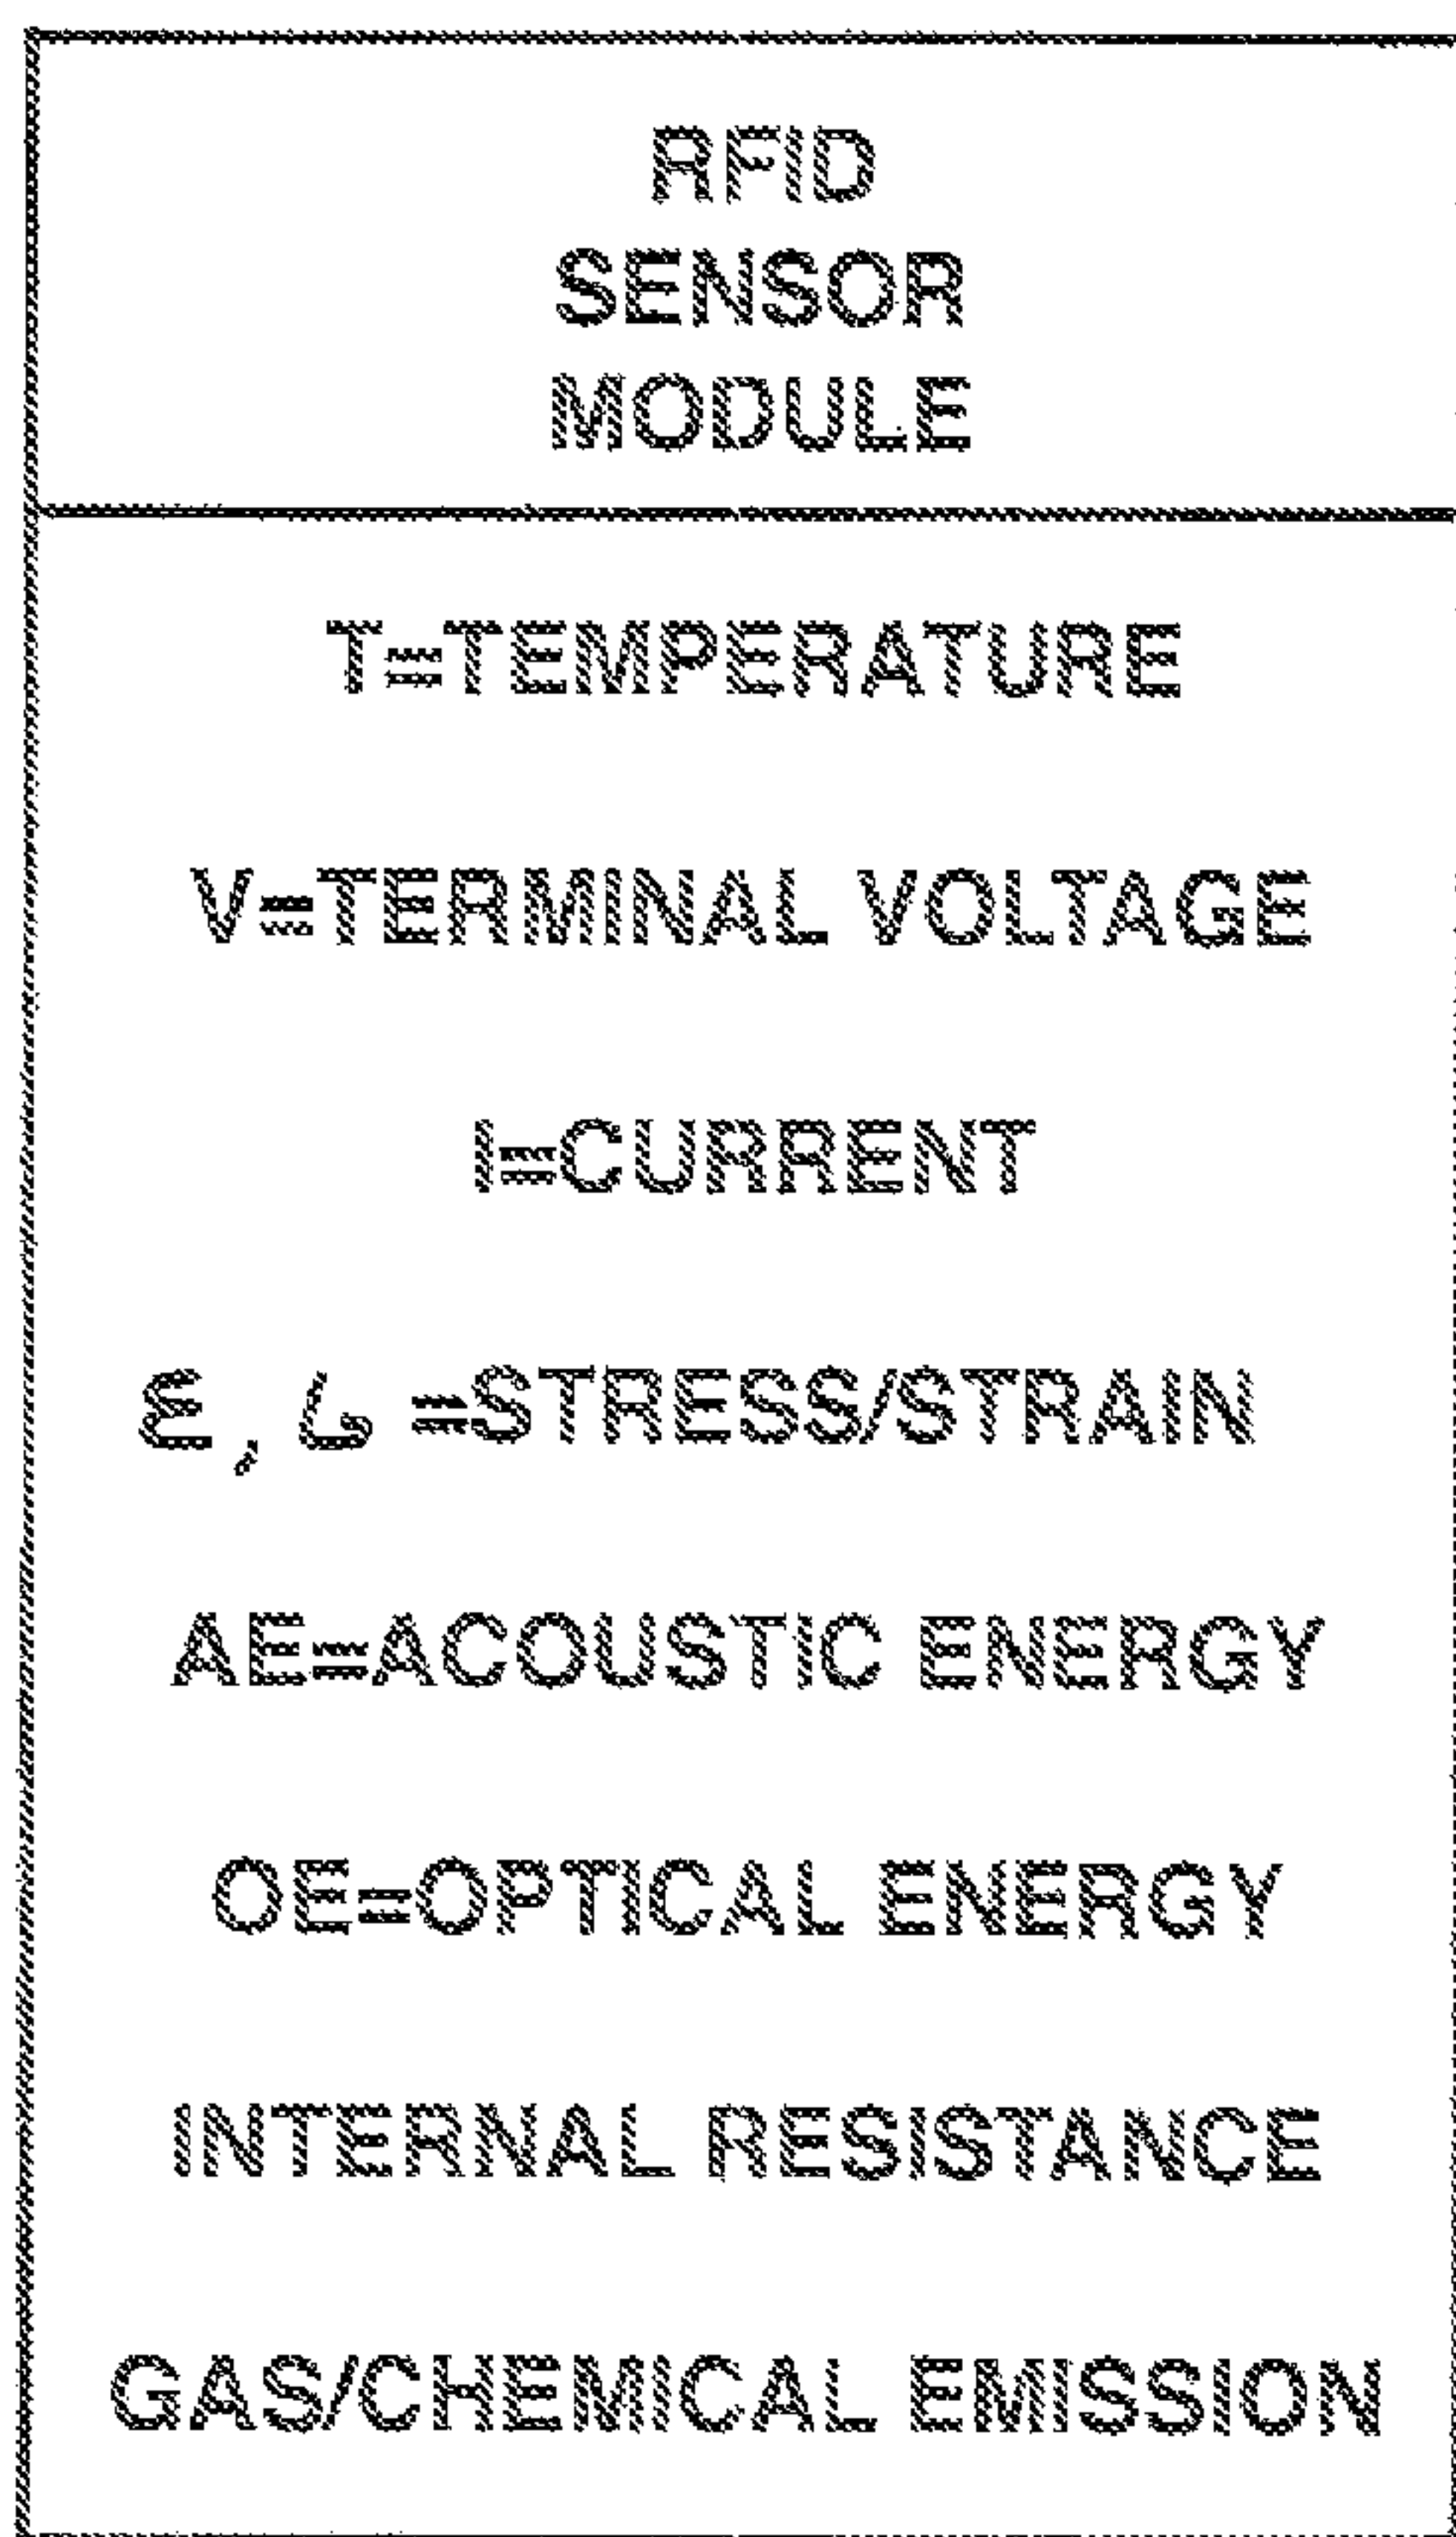 RFID
SENSOR
MODULE
T=TEMPERATURE
V=TERMINAL VOLTAGE
I=CURRENT
Ɛ, =STRESS/STRAIN
AE=ACOUSTIC ENERGY
OE=OPTICAL ENERGY
INTERNAL RESISTANCE
GAS/CHEMICAL EMISSION